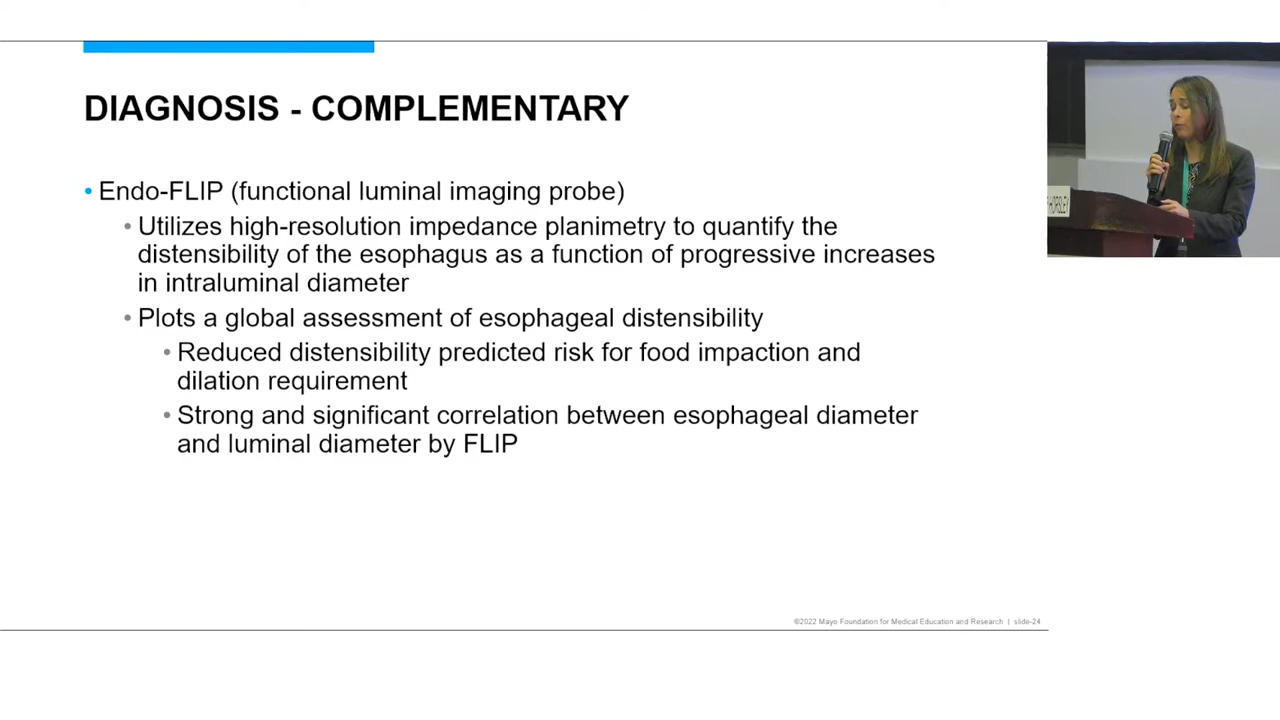 DIAGNOSIS - COMPLEMENTARY
• Endo-FLIP (functional luminal imaging probe)
• Utilizes high-resolution impedance planimetry to quantify the
distensibility of the esophagus as a function of progressive increases
in intraluminal diameter
• Plots a global assessment of esophageal distensibility
• Reduced distensibility predicted risk for food impaction and
dilation requirement
• Strong and significant correlation between esophageal diameter
and luminal diameter by FLIP
HORSLEY
©2022 Mayo Foundation for Medical Education and Research | slide-24